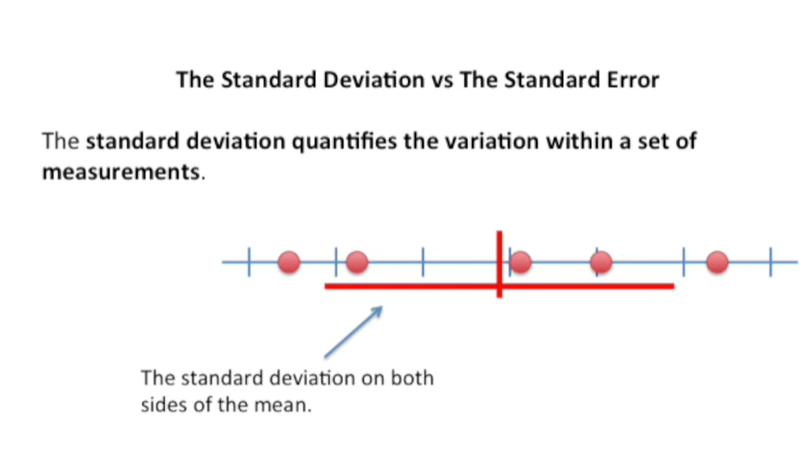 The Standard Deviation vs The Standard Error
The standard deviation quantifies the variation within a set of
measurements.
The standard deviation on both
sides of the mean.